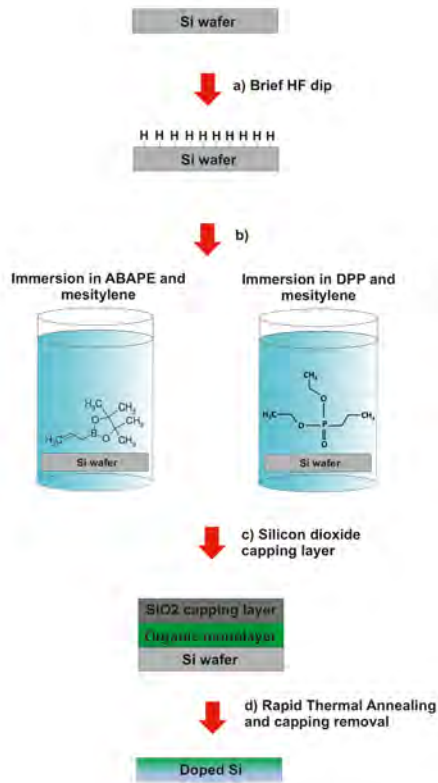 Si wafer
a) Brief HF dip
H H H H H H H H H H
Si wafer
b)
Immersion in ABAPE and
mesitylene
Immersion in DPP and
mesitylene
H₃C
CH₃
CH₃
CH₃
O
B
O
H₂C
Si wafer
CH₃
O
H₃C
O
P
CH₃
O
Si wafer
c) Silicon dioxide
capping layer
SiO2 capping layer
Organic monolayer
Si wafer
d) Rapid Thermal Annealing
and capping removal
Doped Si